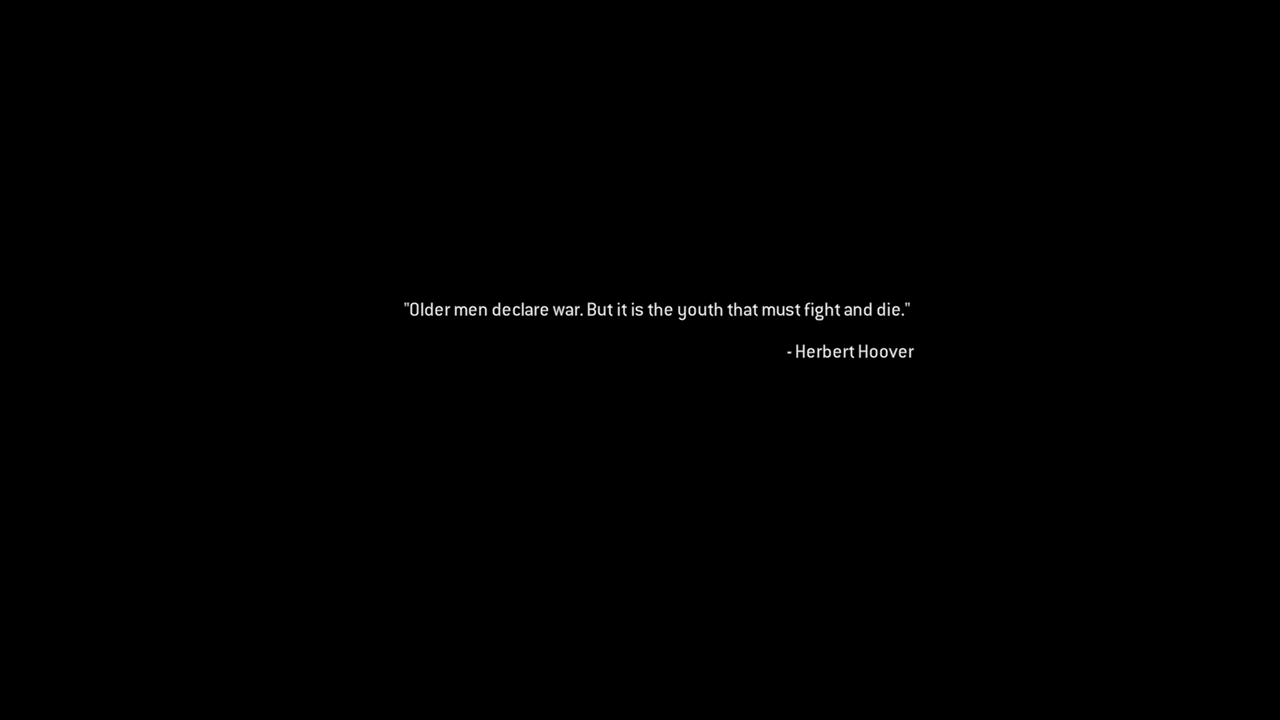 "Older men declare war. But it is the youth that must fight and die."
- Herbert Hoover